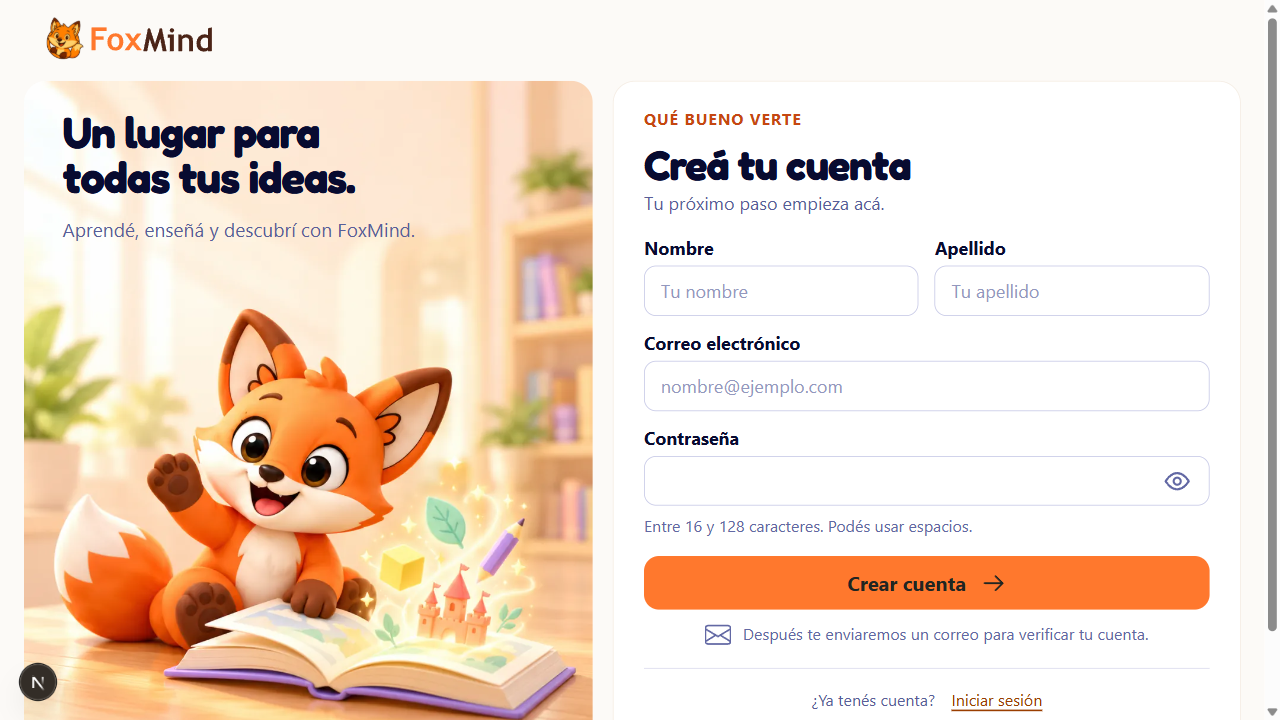 FoxMind
Un lugar para
todas tus ideas.
Aprendé, enseñá y descubrí con FoxMind.
QUÉ BUENO VERTE
Creá tu cuenta
Tu próximo paso empieza acá.
Nombre
Apellido
Tu nombre
Tu apellido
Correo electrónico
nombre@ejemplo.com
Contraseña
Entre 16 y 128 caracteres. Podés usar espacios.
Crear cuenta →
Después te enviaremos un correo para verificar tu cuenta.
¿Ya tenés cuenta? Iniciar sesión
N